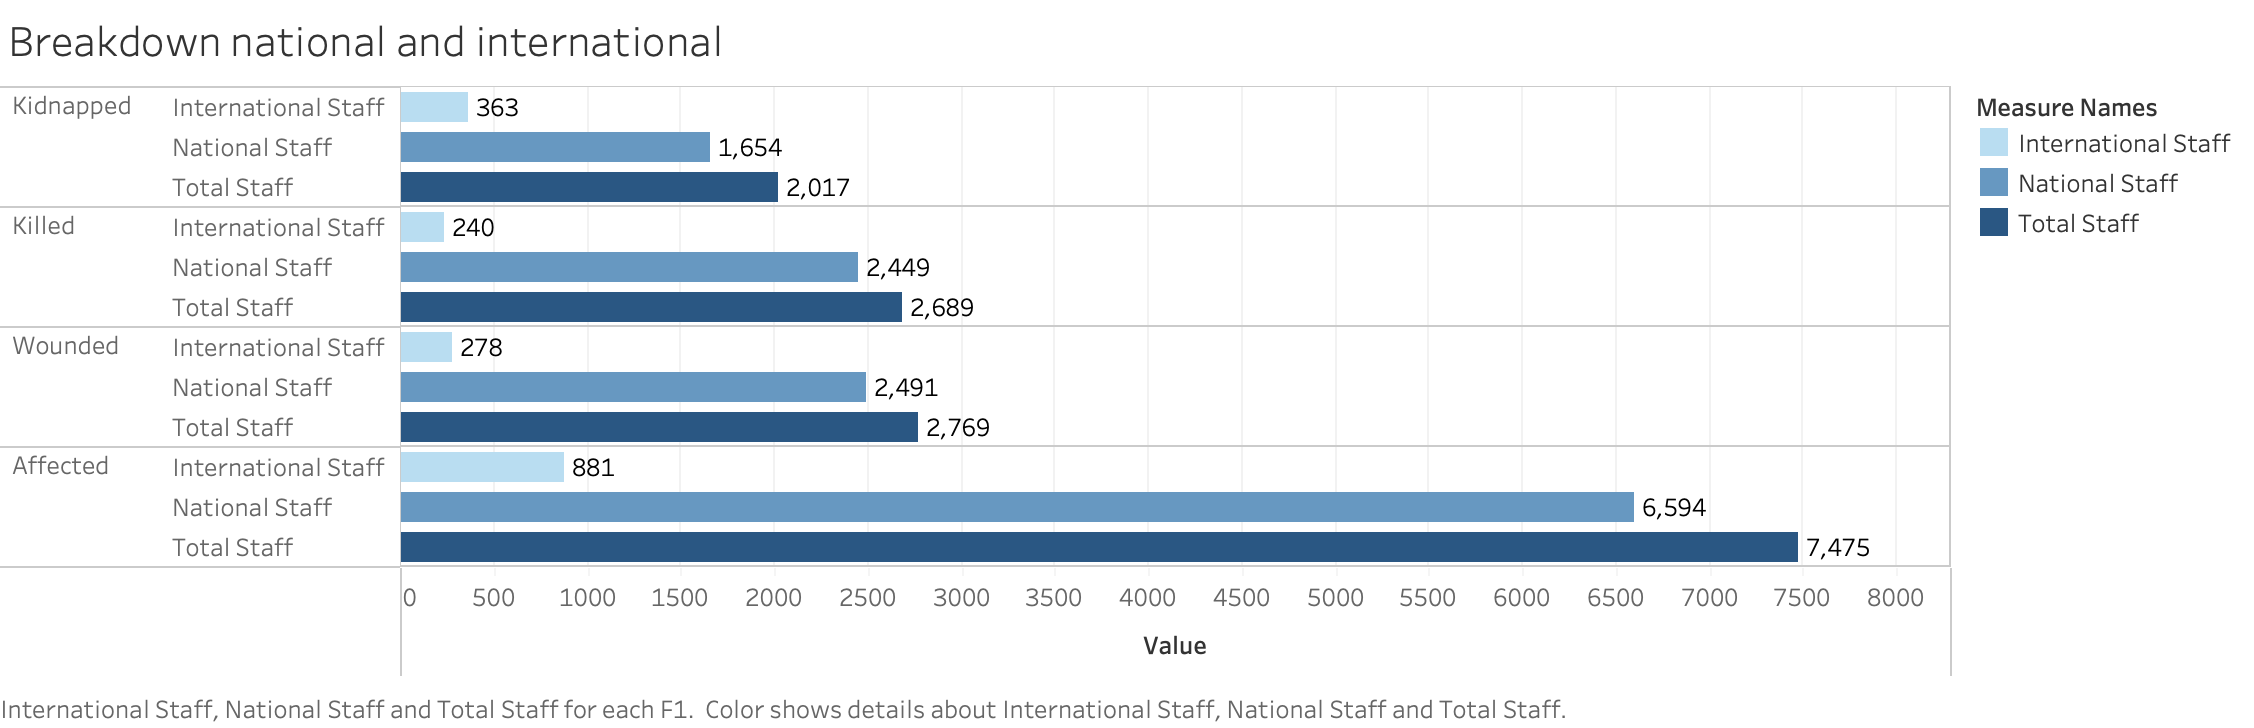 Breakdown national and international
Kidnapped International Staff 363
National Staff 1,654
Total Staff 2,017
Killed International Staff 240
National Staff 2,449
Total Staff 2,689
Wounded International Staff 278
National Staff 2,491
Total Staff 2,769
Affected International Staff 881
National Staff 6,594
Total Staff 7,475
0 500 1000 1500 2000 2500 3000 3500 4000 4500 5000 5500 6000 6500 7000 7500 8000
Value
Measure Names
International Staff
National Staff
Total Staff
International Staff, National Staff and Total Staff for each F1. Color shows details about International Staff, National Staff and Total Staff.